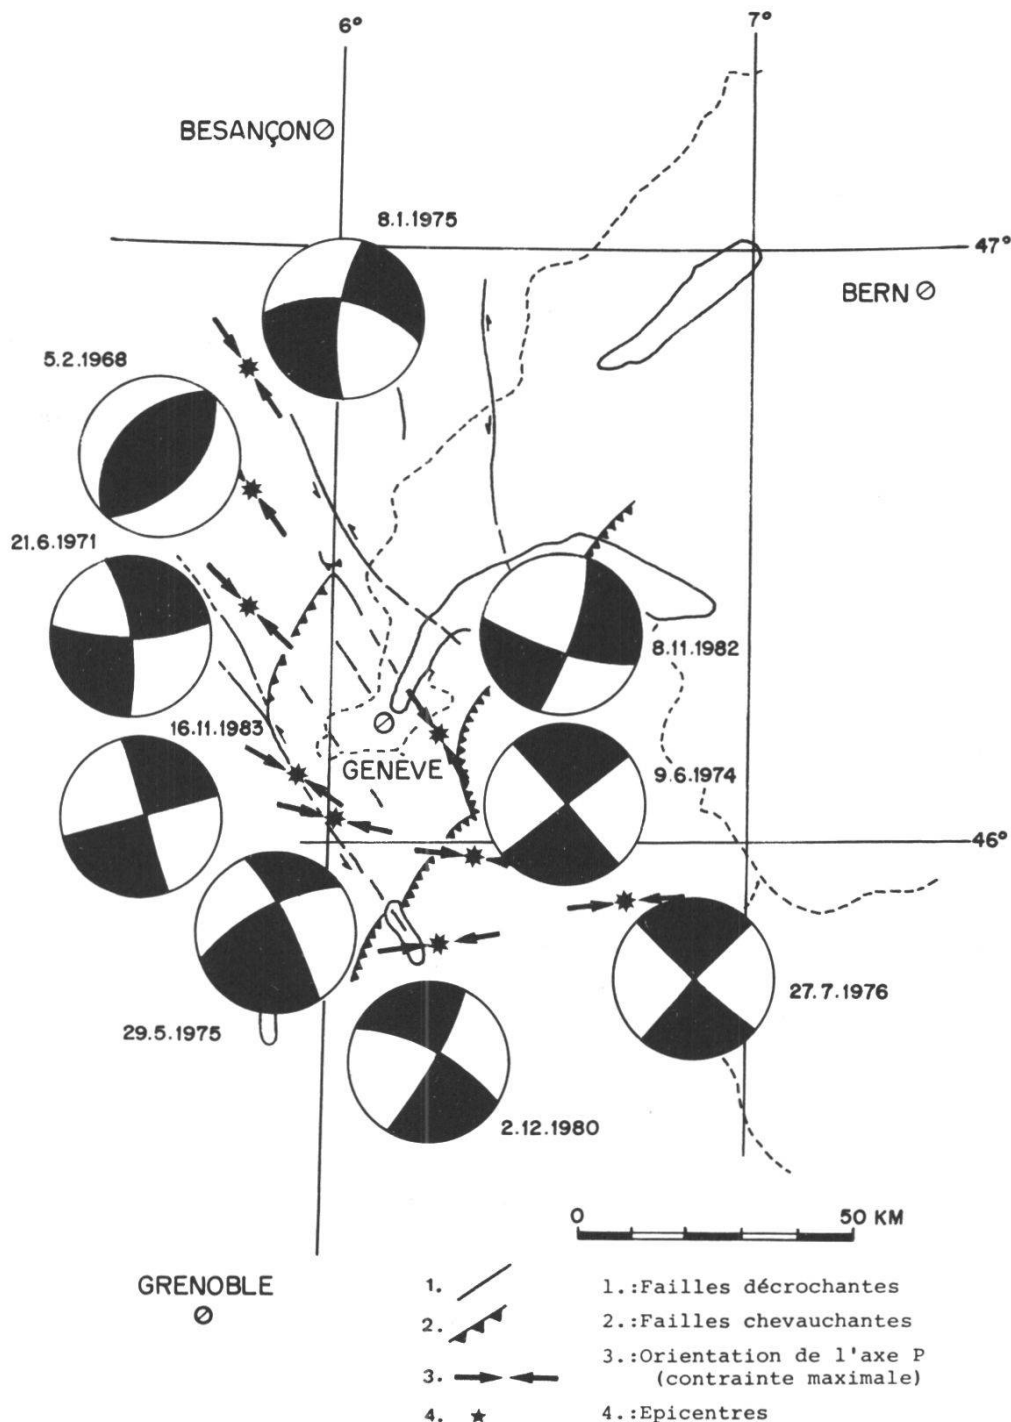 6°
7°
BESANÇON
8.1.1975
47°
BERN
5.2.1968
21.6.1971
8.11.1982
16.11.1983
GENÈVE
9.6.1974
46°
29.5.1975
27.7.1976
2.12.1980
0 50 KM
GRENOBLE
1. 1.:Failles décrochantes
2. 2.:Failles chevauchantes
3. 3.:Orientation de l'axe P
(contrainte maximale)
4. 4.:Epicentres